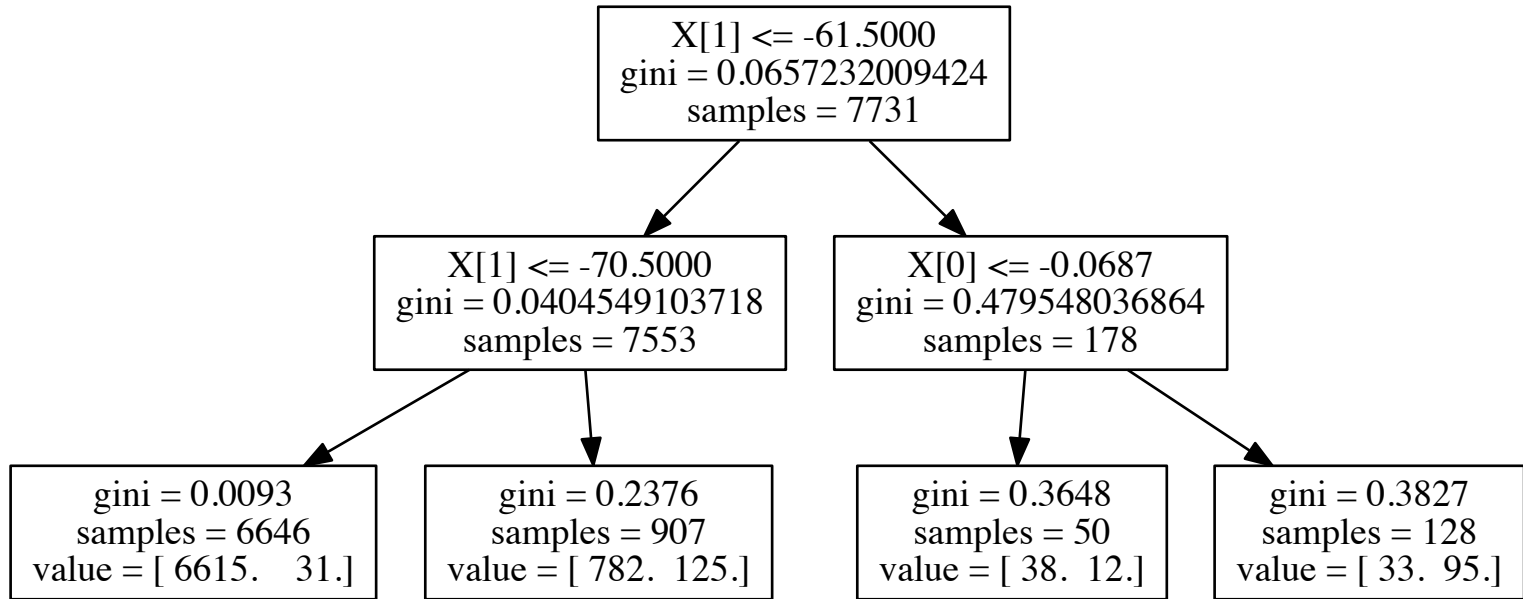 X[1] <= -61.5000
gini = 0.0657232009424
samples = 7731
X[1] <= -70.5000
gini = 0.0404549103718
samples = 7553
X[0] <= -0.0687
gini = 0.479548036864
samples = 178
gini = 0.0093
samples = 6646
value = [ 6615.    31.]
gini = 0.2376
samples = 907
value = [ 782.  125.]
gini = 0.3648
samples = 50
value = [ 38.  12.]
gini = 0.3827
samples = 128
value = [ 33.  95.]